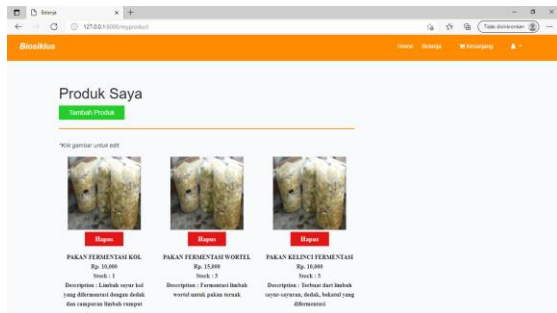 Belanja
127.0.0.1:8000/myproduct
Tidak disinkronkan
Biosiklus
Home Belanja Keranjang
Produk Saya
Tambah Produk
*Klik gambar untuk edit
Hapus Hapus Hapus
PAKAN FERMENTASI KOL
Rp. 10,000
Stock : 1
Description : Limbah sayur kol
yang difermentasi dengan dedak
dan campuran limbah rumput
PAKAN FERMENTASI WORTEL
Rp. 15,000
Stock : 3
Description : Fermentasi limbah
wortel untuk pakan ternak
PAKAN KELINCI FERMENTASI
Rp. 10,000
Stock : 5
Description : Terbuat dari limbah
sayur-sayuran, dedak, bekatul yang
difermentasi